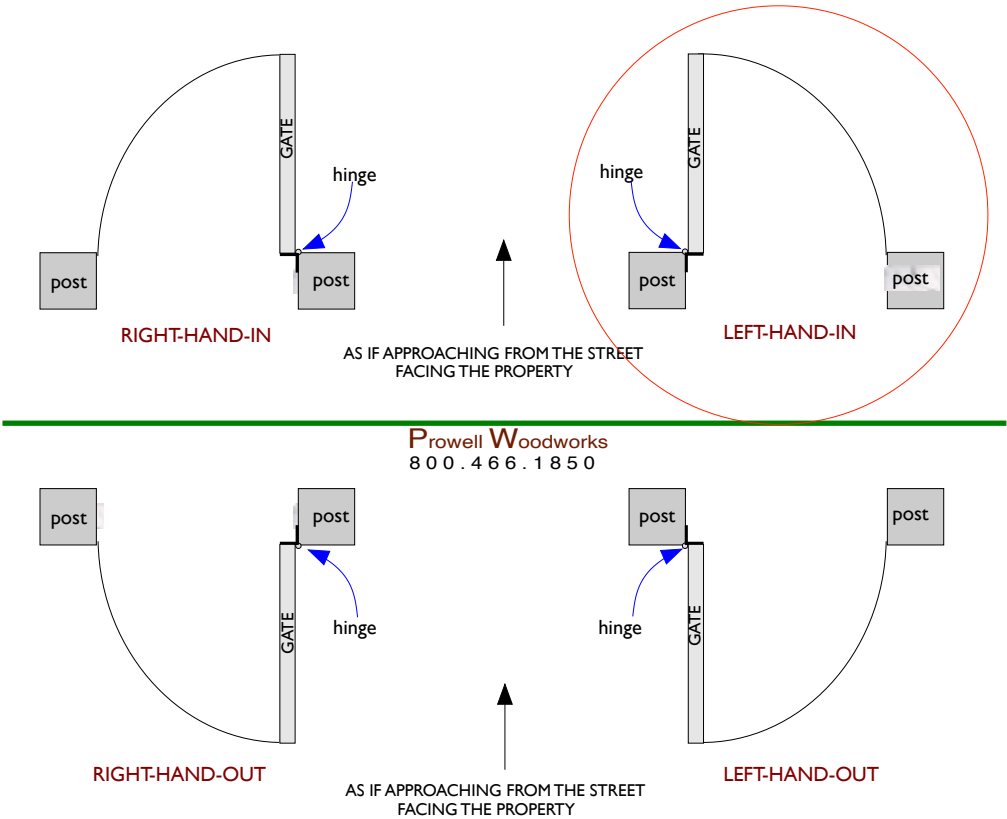 GATE
GATE
hinge
hinge
post
post
post
post
RIGHT-HAND-IN
LEFT-HAND-IN
AS IF APPROACHING FROM THE STREET
FACING THE PROPERTY
Prowell Woodworks
800.466.1850
post
post
post
post
GATE
GATE
hinge
hinge
RIGHT-HAND-OUT
LEFT-HAND-OUT
AS IF APPROACHING FROM THE STREET
FACING THE PROPERTY